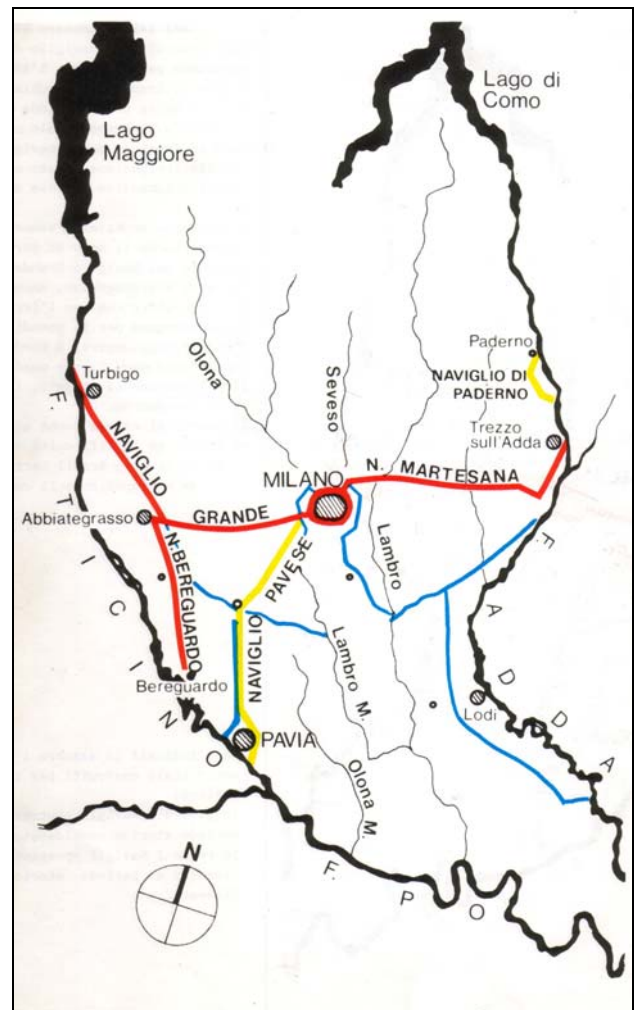 Lago
Maggiore
Lago di
Como
Olona
Seveso
Paderno
NAVIGLIO DI
PADERNO
Turbigo
Trezzo
sull'Adda
F. TICINO
NAVIGLIO
GRANDE
MILANO
N. MARTESANA
Abbiategrasso
N. BEREGUARDO
PAVESE
NAVIGLIO
Lambro
F. ADDA
Lambro M.
Bereguardo
Lodi
PAVIA
Olona M.
F. PO
N